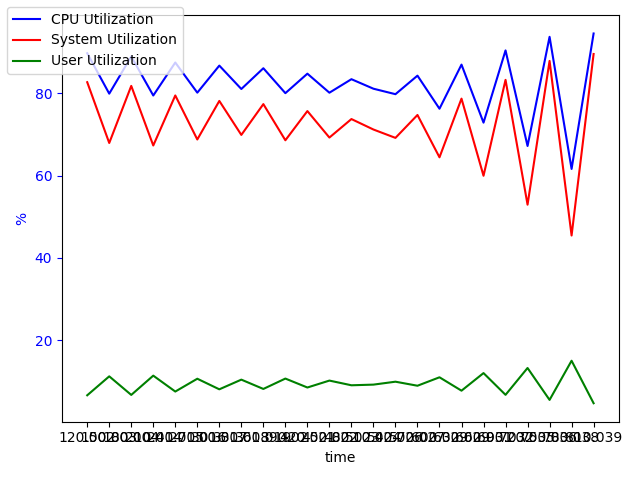 CPU Utilization
System Utilization
User Utilization
80
60
40
20
%
time